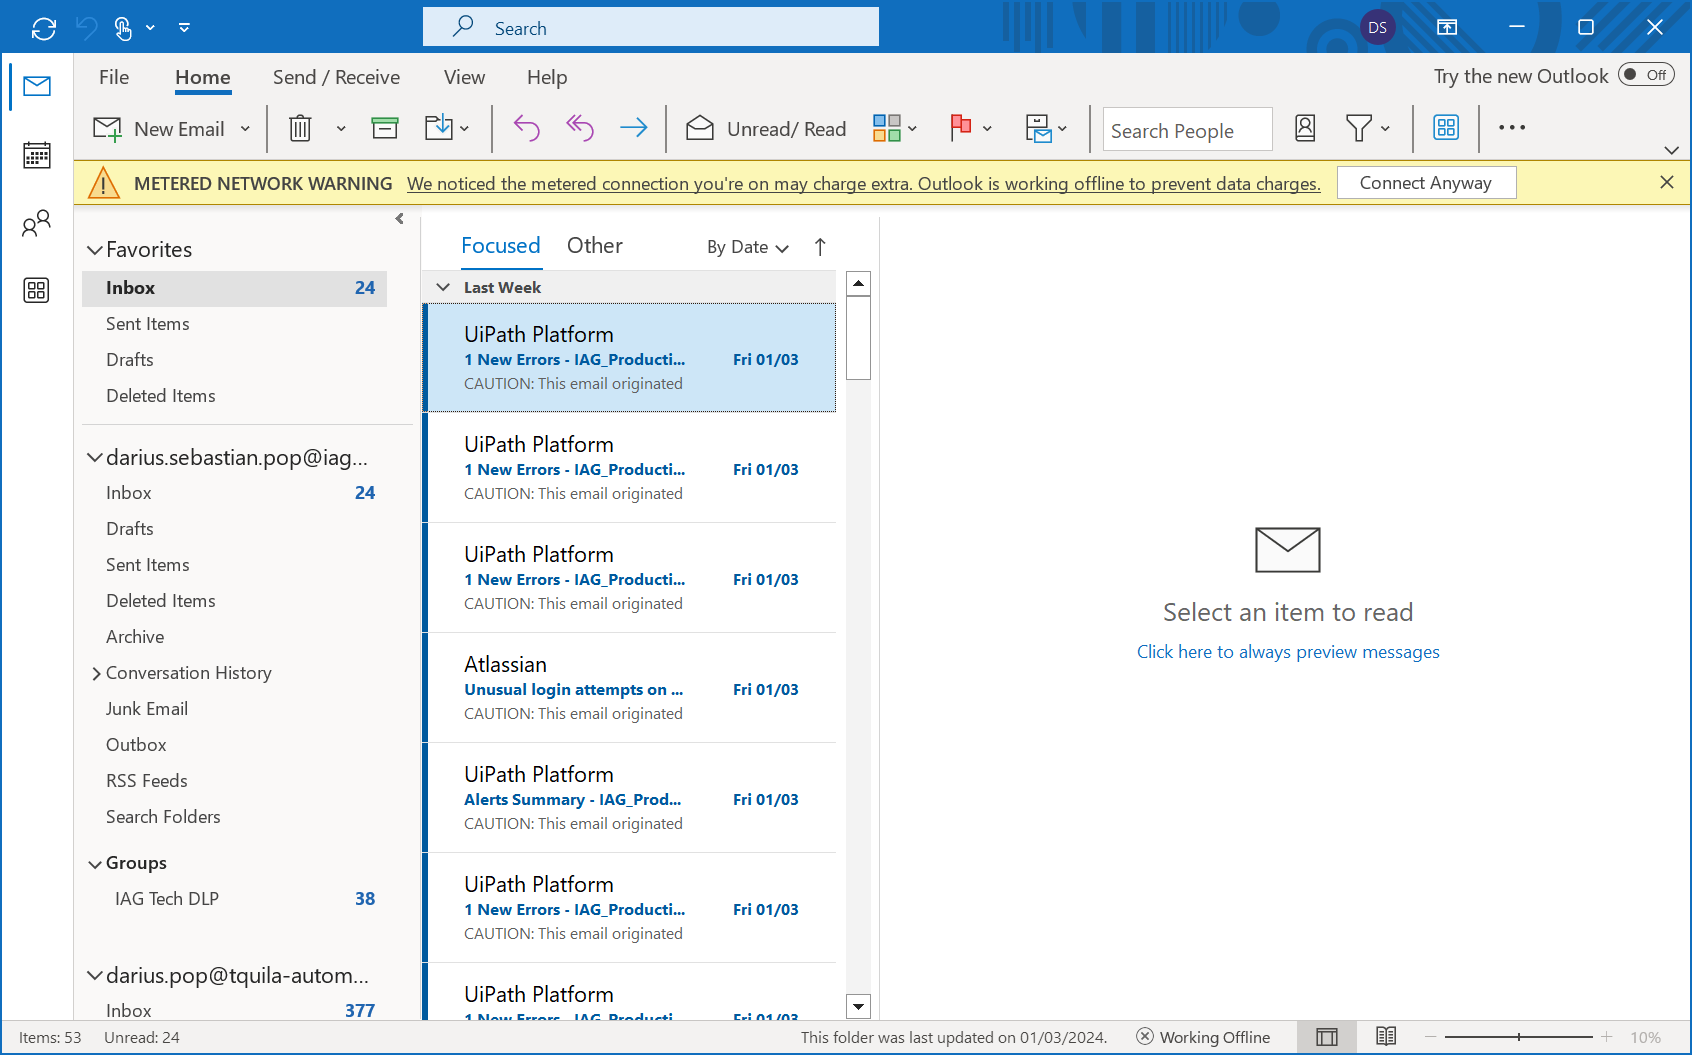 Search
DS
File
Home
Send / Receive
View
Help
Try the new Outlook
Off
New Email
Unread/ Read
Search People
METERED NETWORK WARNING
We noticed the metered connection you're on may charge extra. Outlook is working offline to prevent data charges.
Connect Anyway
Favorites
Inbox 24
Sent Items
Drafts
Deleted Items
darius.sebastian.pop@iag...
Inbox 24
Drafts
Sent Items
Deleted Items
Archive
Conversation History
Junk Email
Outbox
RSS Feeds
Search Folders
Groups
IAG Tech DLP 38
darius.pop@tquila-autom...
Inbox 377
Focused
Other
By Date
Last Week
UiPath Platform
1 New Errors - IAG_Producti... Fri 01/03
CAUTION: This email originated
UiPath Platform
1 New Errors - IAG_Producti... Fri 01/03
CAUTION: This email originated
UiPath Platform
1 New Errors - IAG_Producti... Fri 01/03
CAUTION: This email originated
Atlassian
Unusual login attempts on ... Fri 01/03
CAUTION: This email originated
UiPath Platform
Alerts Summary - IAG_Prod... Fri 01/03
CAUTION: This email originated
UiPath Platform
1 New Errors - IAG_Producti... Fri 01/03
CAUTION: This email originated
UiPath Platform
1 New Errors - IAG_Producti... Fri 01/03
Select an item to read
Click here to always preview messages
Items: 53
Unread: 24
This folder was last updated on 01/03/2024.
Working Offline
10%